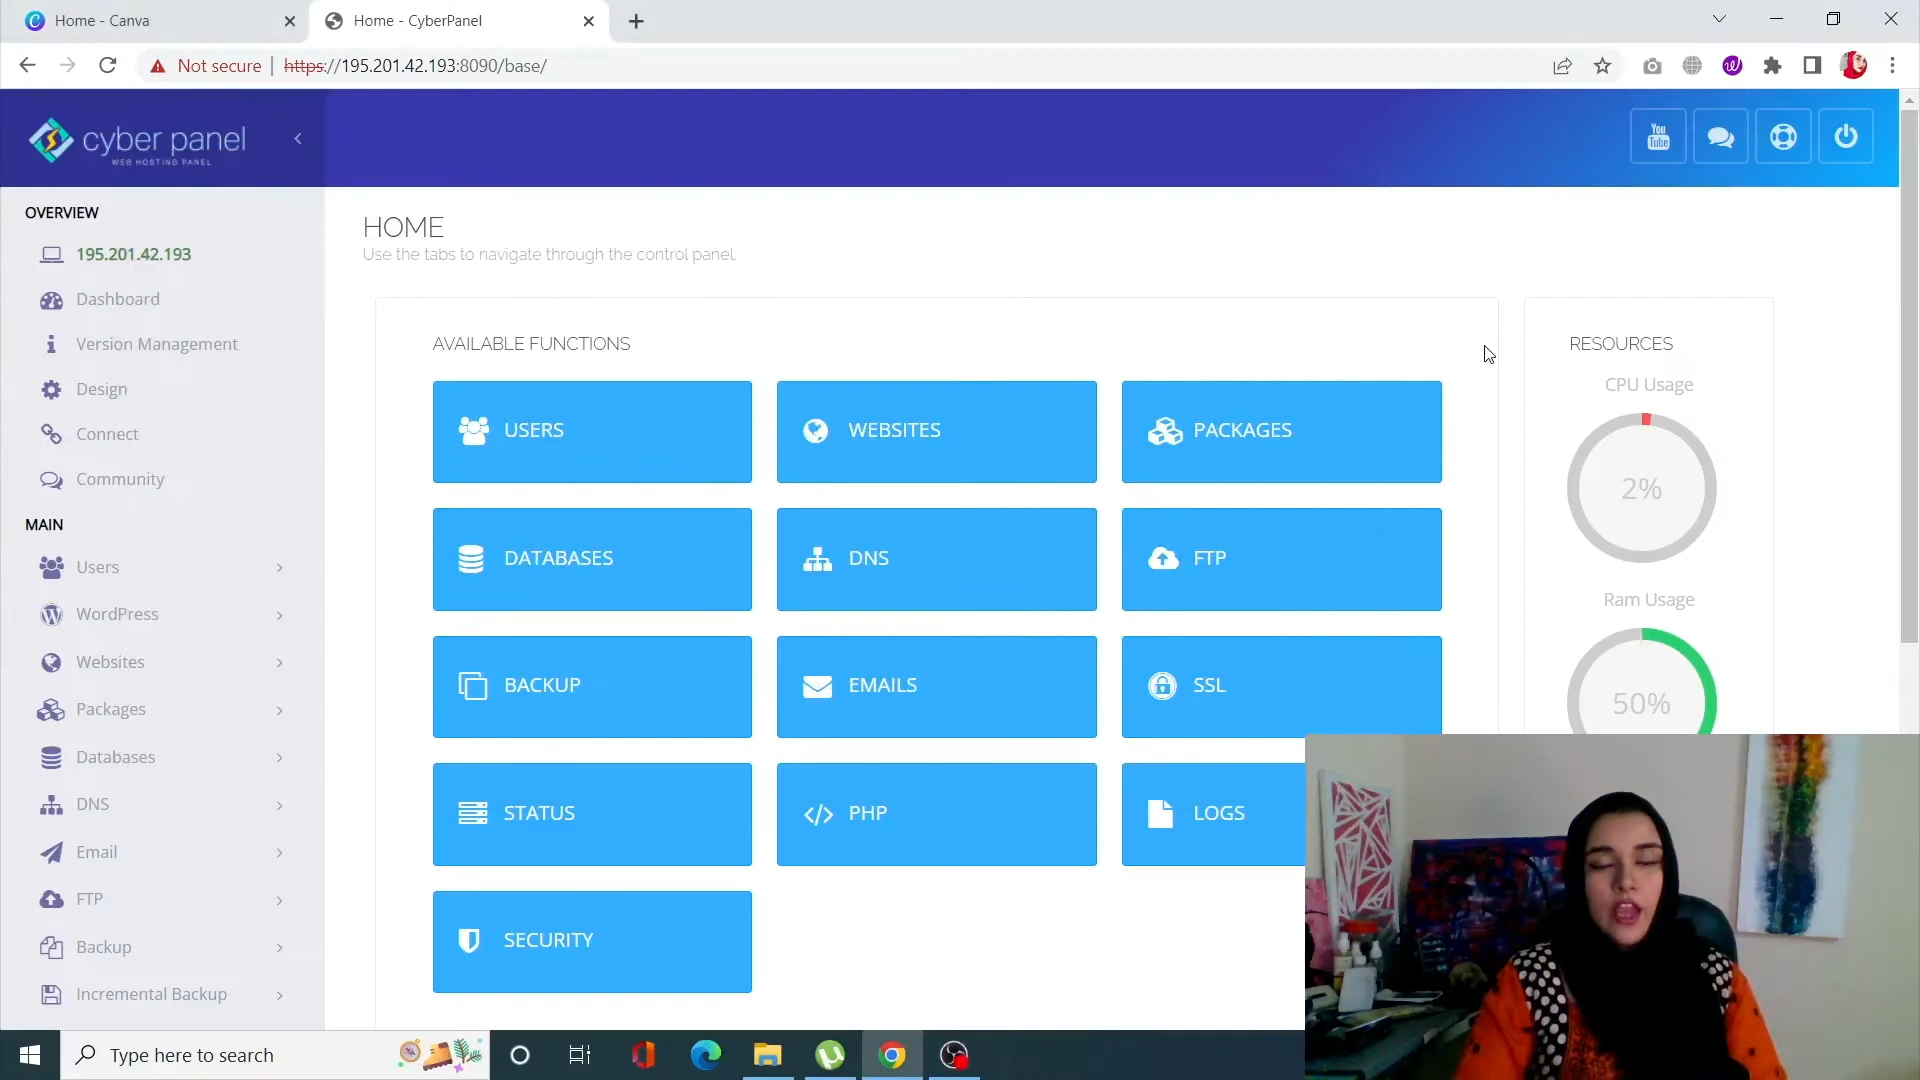 Home - Canva
Home - CyberPanel
Not secure | https://195.201.42.193:8090/base/
cyber panel
WEB HOSTING PANEL
You
Tube
OVERVIEW
195.201.42.193
Dashboard
Version Management
Design
Connect
Community
MAIN
Users
WordPress
Websites
Packages
Databases
DNS
Email
FTP
Backup
Incremental Backup
HOME
Use the tabs to navigate through the control panel.
AVAILABLE FUNCTIONS
USERS
WEBSITES
PACKAGES
DATABASES
DNS
FTP
BACKUP
EMAILS
SSL
STATUS
PHP
LOGS
SECURITY
RESOURCES
CPU Usage
2%
Ram Usage
50%
Type here to search